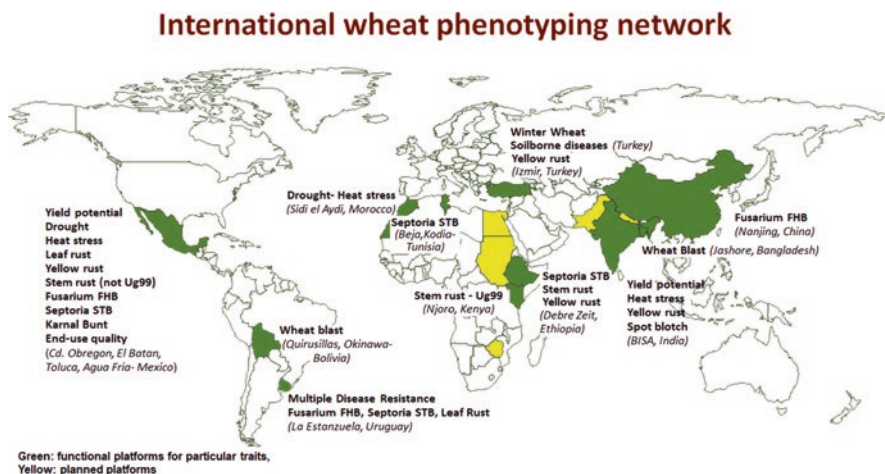 International wheat phenotyping network
Winter Wheat
Soilborne diseases (Turkey)
Yellow rust
(Izmir, Turkey)
Drought- Heat stress
(Sidi el Aydi, Morocco)
Septoria STB
(Beja,Kodia-
Tunisia)
Yield potential
Drought
Heat stress
Leaf rust
Yellow rust
Stem rust (not Ug99)
Fusarium FHB
Septoria STB
Karnal Bunt
End-use quality
(Cd. Obregon, El Batan,
Toluca, Agua Fria- Mexico)
Fusarium FHB
(Nanjing, China)
Wheat Blast (Jashore, Bangladesh)
Septoria STB
Stem rust
Yellow rust
(Debre Zeit,
Ethiopia)
Stem rust - Ug99
(Njoro, Kenya)
Yield potential
Heat stress
Yellow rust
Spot blotch
(BISA, India)
Wheat blast
(Quirusillas, Okinawa-
Bolivia)
Multiple Disease Resistance
Fusarium FHB, Septoria STB, Leaf Rust
(La Estanzuela, Uruguay)
Green: functional platforms for particular traits,
Yellow: planned platforms